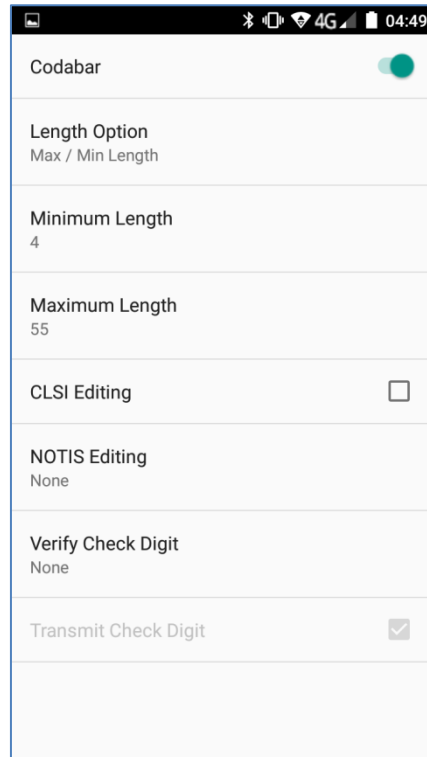 4G 04:49
Codabar
Length Option
Max / Min Length
Minimum Length
4
Maximum Length
55
CLSI Editing
NOTIS Editing
None
Verify Check Digit
None
Transmit Check Digit